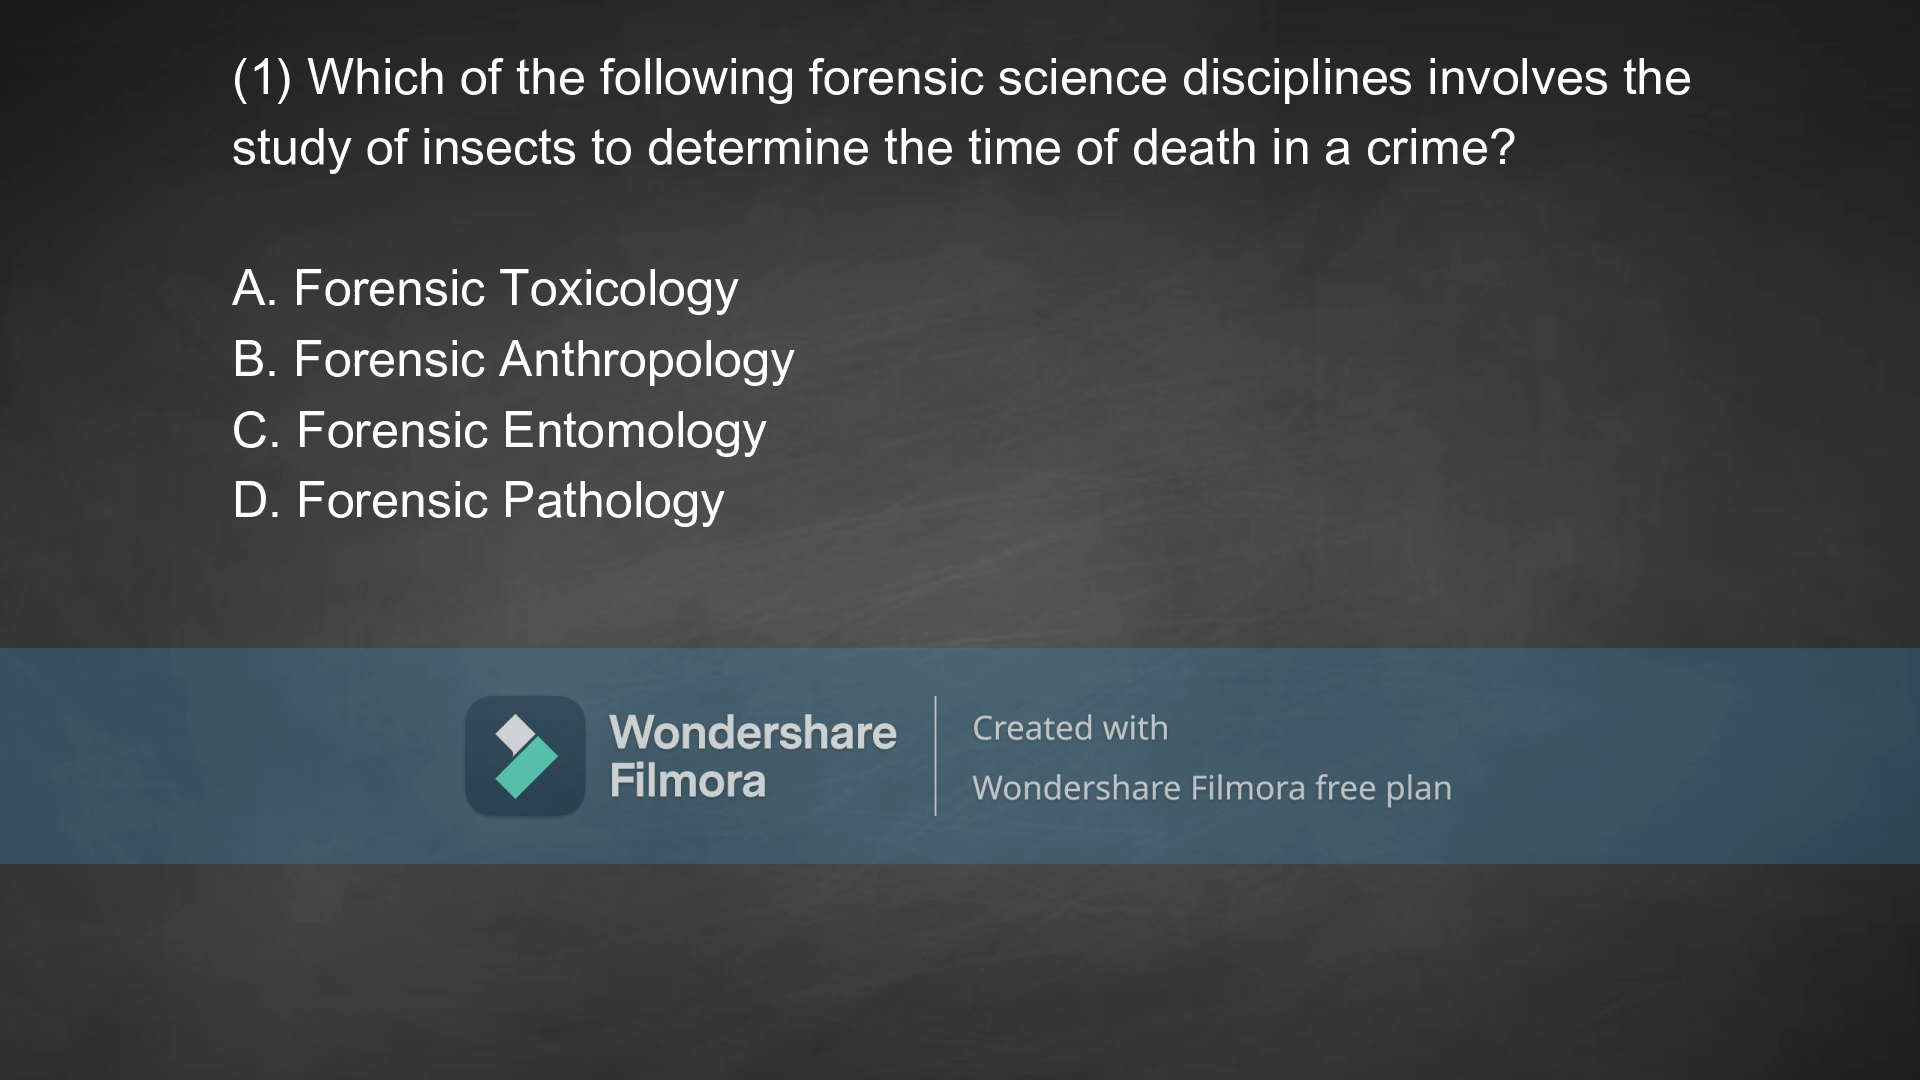 (1) Which of the following forensic science disciplines involves the
study of insects to determine the time of death in a crime?
A. Forensic Toxicology
B. Forensic Anthropology
C. Forensic Entomology
D. Forensic Pathology
Wondershare
Filmora
Created with
Wondershare Filmora free plan